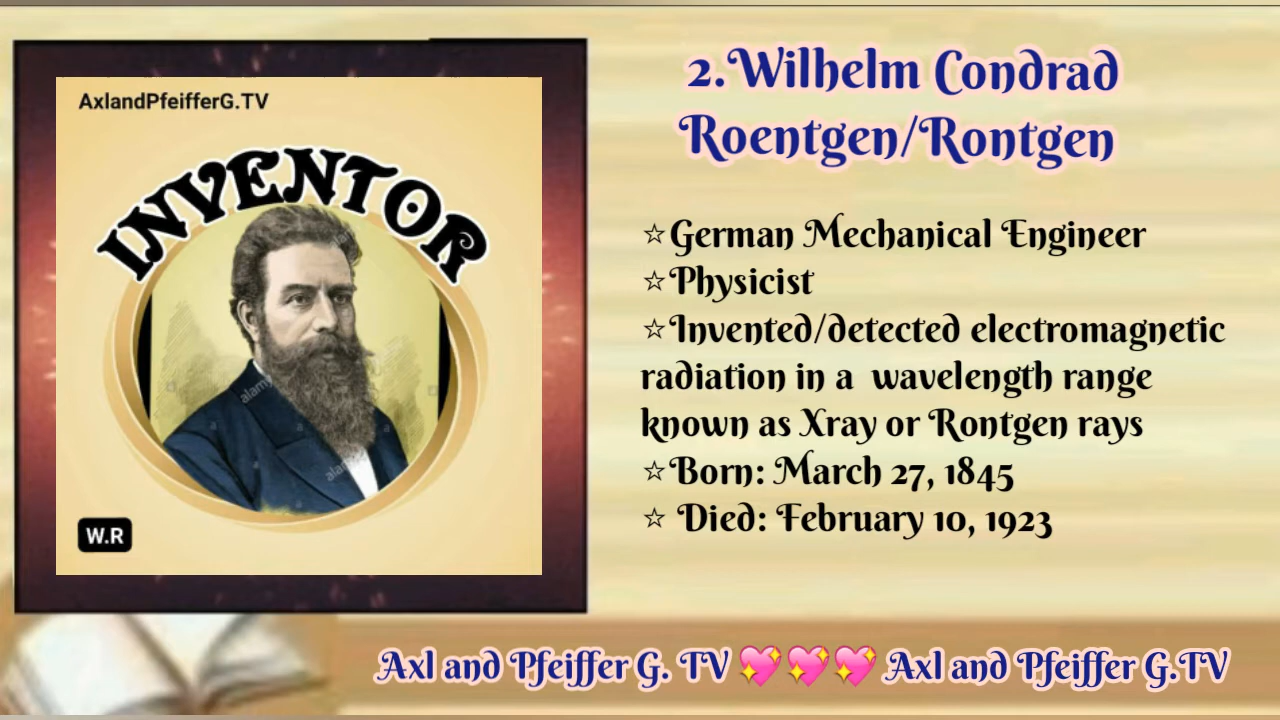 AxlandPfeifferG.TV
INVENTOR
alamy
alamy
W.R
2.Wilhelm Condrad
Roentgen/Rontgen
☆German Mechanical Engineer
☆Physicist
☆Invented/detected electromagnetic
radiation in a wavelength range
known as Xray or Rontgen rays
☆Born: March 27, 1845
☆ Died: February 10, 1923
Axl and Pfeiffer G. TV 💖💖💖 Axl and Pfeiffer G.TV